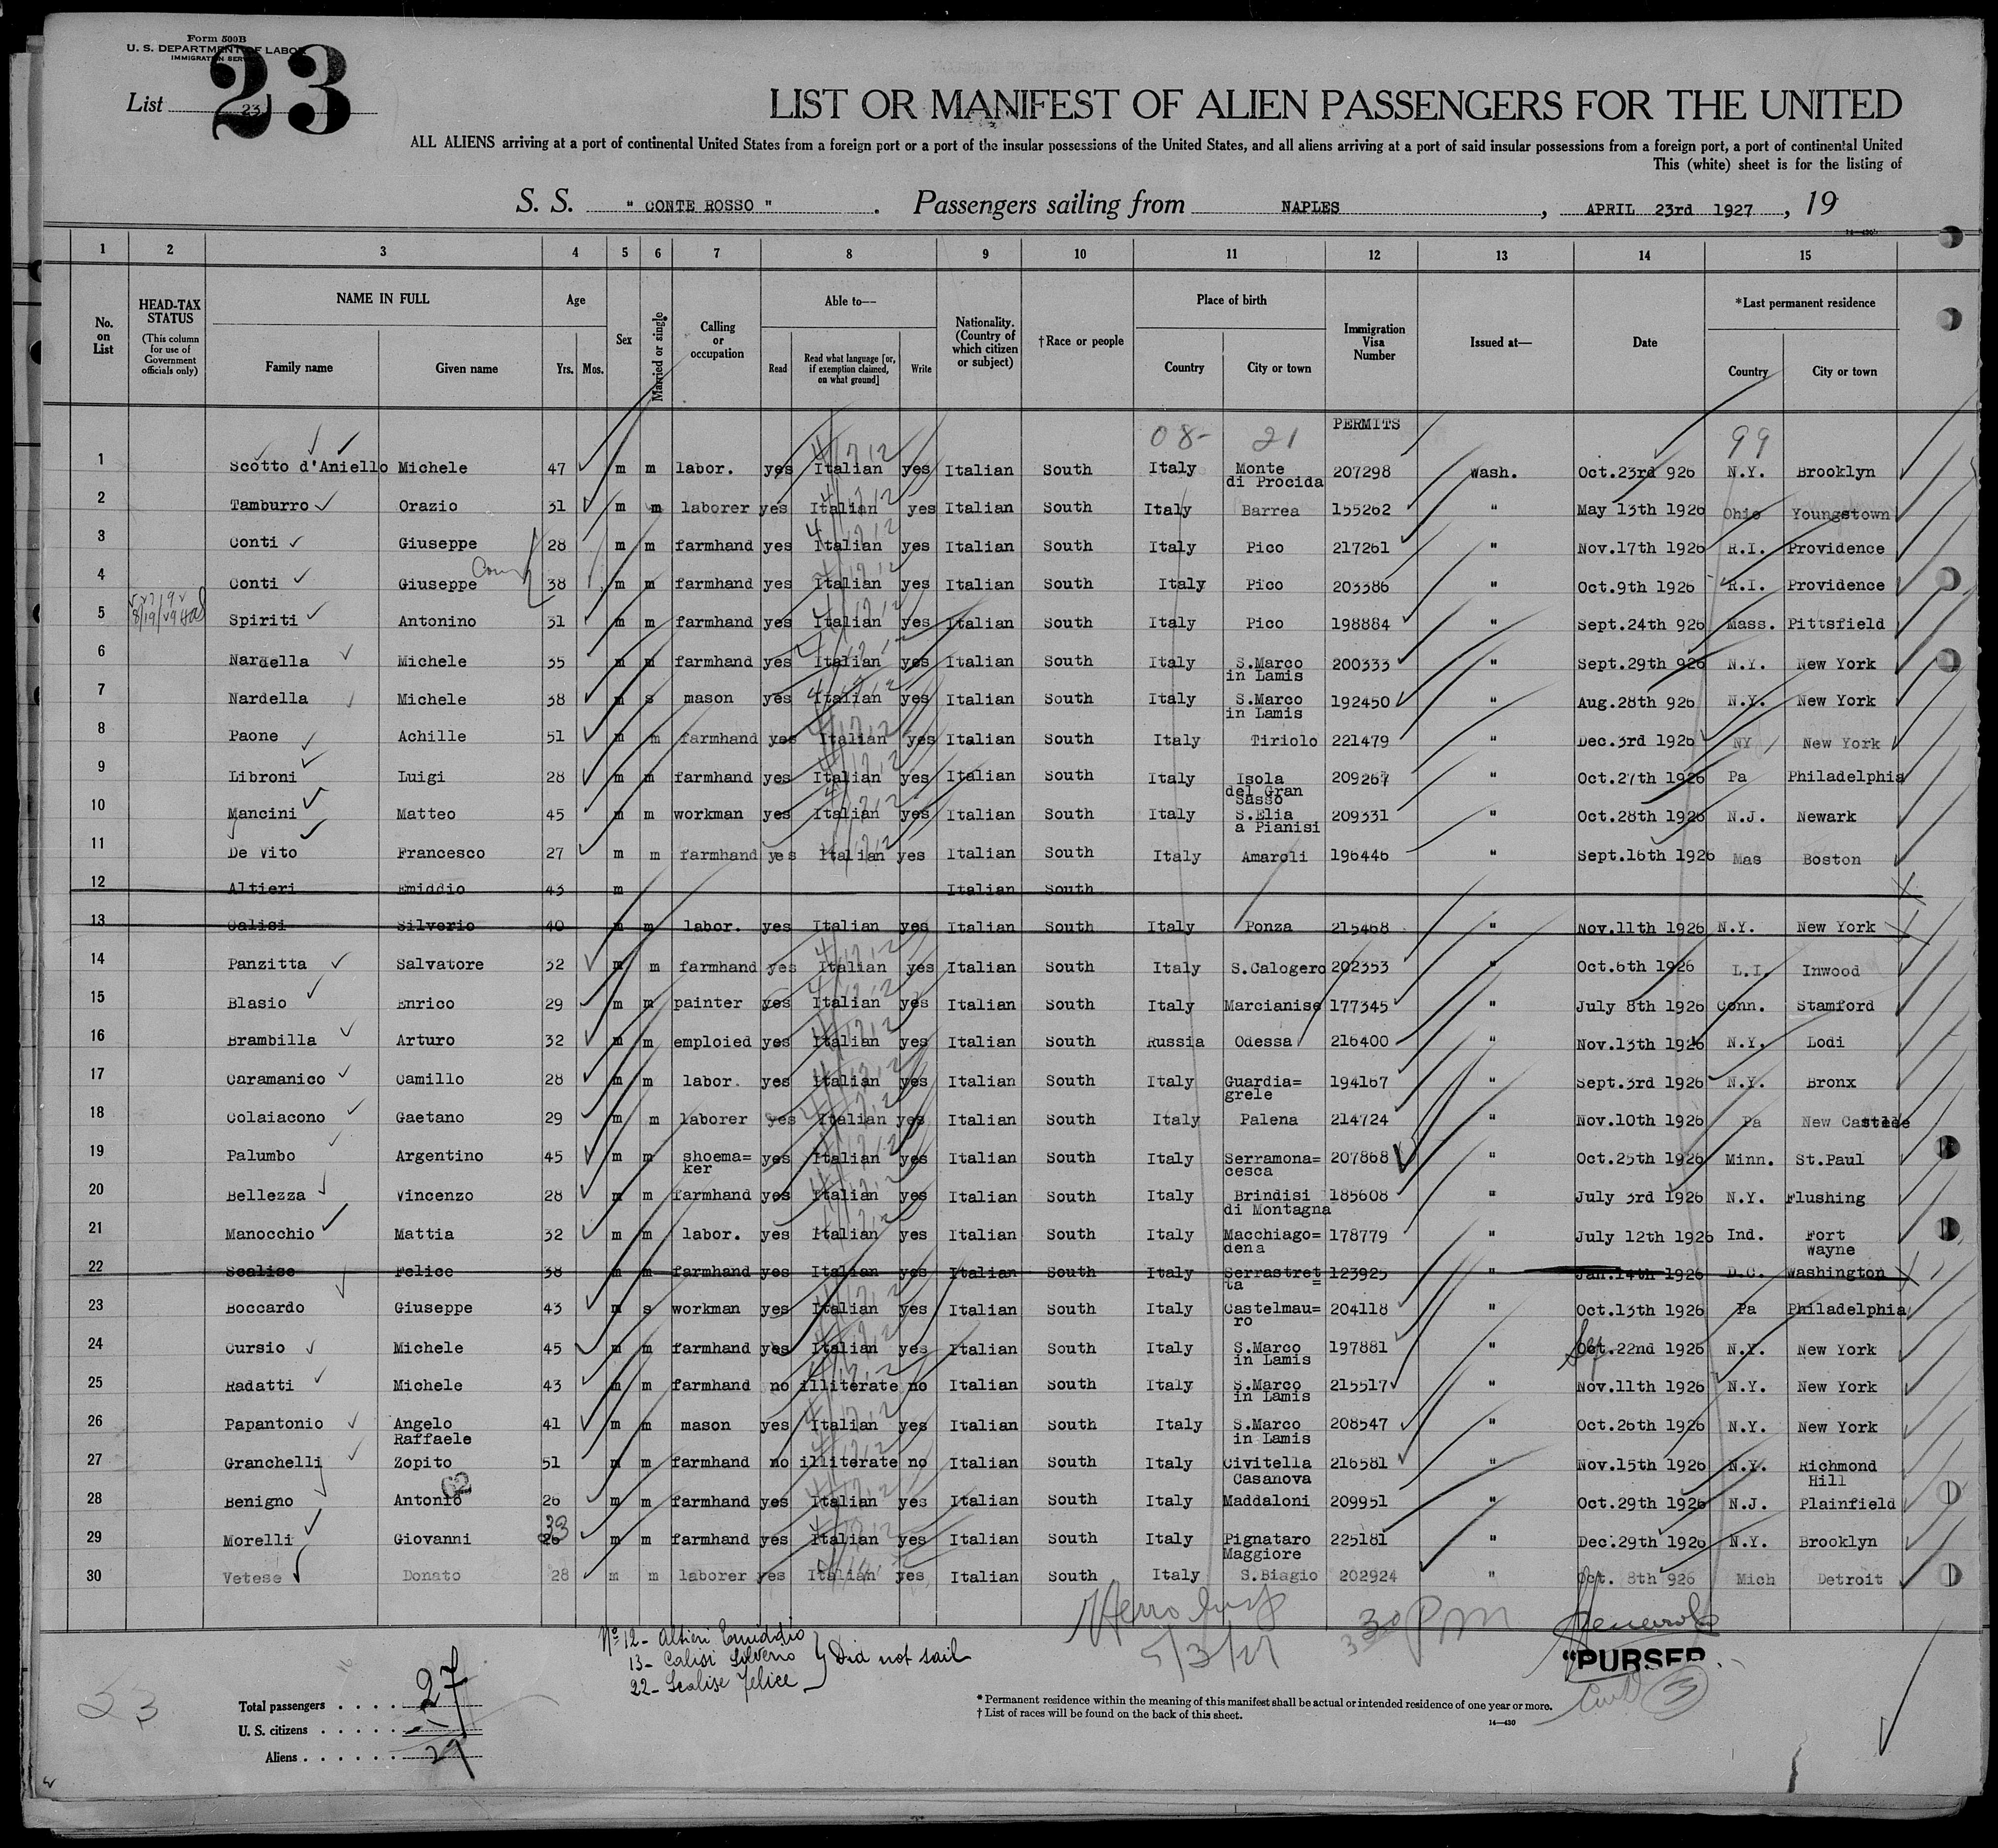 Form 500B
U. S. DEPARTMENT OF LABOR
IMMIGRATION SERVICE
List 23
23
LIST OR MANIFEST OF ALIEN PASSENGERS FOR THE UNITED
ALL ALIENS arriving at a port of continental United States from a foreign port or a port of the insular possessions of the United States, and all aliens arriving at a port of said insular possessions from a foreign port, a port of continental United
This (white) sheet is for the listing of
S. S. " CONTE ROSSO ". Passengers sailing from NAPLES, APRIL 23rd 1927, 19
1 2 3 4 5 6 7 8 9 10 11 12 13 14 15
No. on List
HEAD-TAX STATUS
(This column for use of Government officials only)
NAME IN FULL
Family name Given name
Age
Yrs. Mos.
Sex
Married or single
Calling or occupation
Able to—
Read
Read what language [or, if exemption claimed, on what ground]
Write
Nationality. (Country of which citizen or subject)
†Race or people
Place of birth
Country City or town
Immigration Visa Number
Issued at—
Date
*Last permanent residence
Country City or town
08- 21 PERMITS 99
1 Scotto d'Aniello Michele 47 m m labor. yes Italian yes Italian South Italy Monte di Procida 207298 Wash. Oct.23rd 926 N.Y. Brooklyn
2 Tamburro Orazio 31 m m laborer yes Italian yes Italian South Italy Barrea 155262 " May 13th 1926 Ohio Youngstown
3 Conti Giuseppe 28 m m farmhand yes Italian yes Italian South Italy Pico 217261 " Nov.17th 1926 R.I. Providence
4 Conti Giuseppe 38 m m farmhand yes Italian yes Italian South Italy Pico 203386 " Oct.9th 1926 R.I. Providence
5 Spiriti Antonino 31 m m farmhand yes Italian yes Italian South Italy Pico 198884 " Sept.24th 926 Mass. Pittsfield
6 Nardella Michele 35 m m farmhand yes Italian yes Italian South Italy S.Marco in Lamis 200333 " Sept.29th 926 N.Y. New York
7 Nardella Michele 38 m s mason yes Italian yes Italian South Italy S.Marco in Lamis 192450 " Aug.28th 926 N.Y. New York
8 Paone Achille 51 m m farmhand yes Italian yes Italian South Italy Tiriolo 221479 " Dec.3rd 1926 NY New York
9 Libroni Luigi 28 m m farmhand yes Italian yes Italian South Italy Isola del Gran Sasso 209267 " Oct.27th 1926 Pa Philadelphia
10 Mancini Matteo 45 m m workman yes Italian yes Italian South Italy S.Elia a Pianisi 209331 " Oct.28th 1926 N.J. Newark
11 De Vito Francesco 27 m m farmhand yes Italian yes Italian South Italy Amaroli 196446 " Sept.16th 1926 Mas Boston
12 Altieri Emiddio 43 m Italian South
13 Calisi Silverio 40 m m labor. yes Italian yes Italian South Italy Ponza 215468 " Nov.11th 1926 N.Y. New York
14 Panzitta Salvatore 32 m m farmhand yes Italian yes Italian South Italy S.Calogero 202353 " Oct.6th 1926 L.I. Inwood
15 Blasio Enrico 29 m m painter yes Italian yes Italian South Italy Marcianise 177345 " July 8th 1926 Conn. Stamford
16 Brambilla Arturo 32 m m emploied yes Italian yes Italian South Russia Odessa 216400 " Nov.13th 1926 N.Y. Lodi
17 Caramanico Camillo 28 m m labor. yes Italian yes Italian South Italy Guardia= grele 194167 " Sept.3rd 1926 N.Y. Bronx
18 Colaiacono Gaetano 29 m m laborer yes Italian yes Italian South Italy Palena 214724 " Nov.10th 1926 Pa New Castle
19 Palumbo Argentino 45 m m shoema= ker yes Italian yes Italian South Italy Serramona= cesca 207868 " Oct.25th 1926 Minn. St.Paul
20 Bellezza Vincenzo 28 m m farmhand yes Italian yes Italian South Italy Brindisi di Montagna 185608 " July 3rd 1926 N.Y. Flushing
21 Manocchio Mattia 32 m m labor. yes Italian yes Italian South Italy Macchiago= dena 178779 " July 12th 1926 Ind. Fort Wayne
22 Scalise Felice 38 m m farmhand yes Italian yes Italian South Italy Serrastret= ta 123925 " Jan.14th 1926 D.C. Washington
23 Boccardo Giuseppe 43 m s workman yes Italian yes Italian South Italy Castelmau= ro 204118 " Oct.13th 1926 Pa Philadelphia
24 Cursio Michele 45 m m farmhand yes Italian yes Italian South Italy S.Marco in Lamis 197881 " Oct.22nd 1926 N.Y. New York
25 Radatti Michele 43 m m farmhand no illiterate no Italian South Italy S.Marco in Lamis 215517 " Nov.11th 1926 N.Y. New York
26 Papantonio Angelo Raffaele 41 m m mason yes Italian yes Italian South Italy S.Marco in Lamis 208547 " Oct.26th 1926 N.Y. New York
27 Granchelli Zopito 51 m m farmhand no illiterate no Italian South Italy Civitella Casanova 216581 " Nov.15th 1926 N.Y. Richmond Hill
28 Benigno Antonio 26 m m farmhand yes Italian yes Italian South Italy Maddaloni 209951 " Oct.29th 1926 N.J. Plainfield
29 Morelli Giovanni 33 m m farmhand yes Italian yes Italian South Italy Pignataro Maggiore 225181 " Dec.29th 1926 N.Y. Brooklyn
30 Vetese Donato 28 m m laborer yes Italian yes Italian South Italy S.Biagio 202924 " Oct. 8th 926 Mich Detroit
Nº 12 - Altieri Emiddio
13 - Calisi Silverio
22 - Scalise Felice
Did not sail
5/3/27
330 PM
"PURSER
53
Total passengers . . . . 27
U. S. citizens . . . . . -
Aliens . . . . . . 27
* Permanent residence within the meaning of this manifest shall be actual or intended residence of one year or more.
† List of races will be found on the back of this sheet.
14—430
3